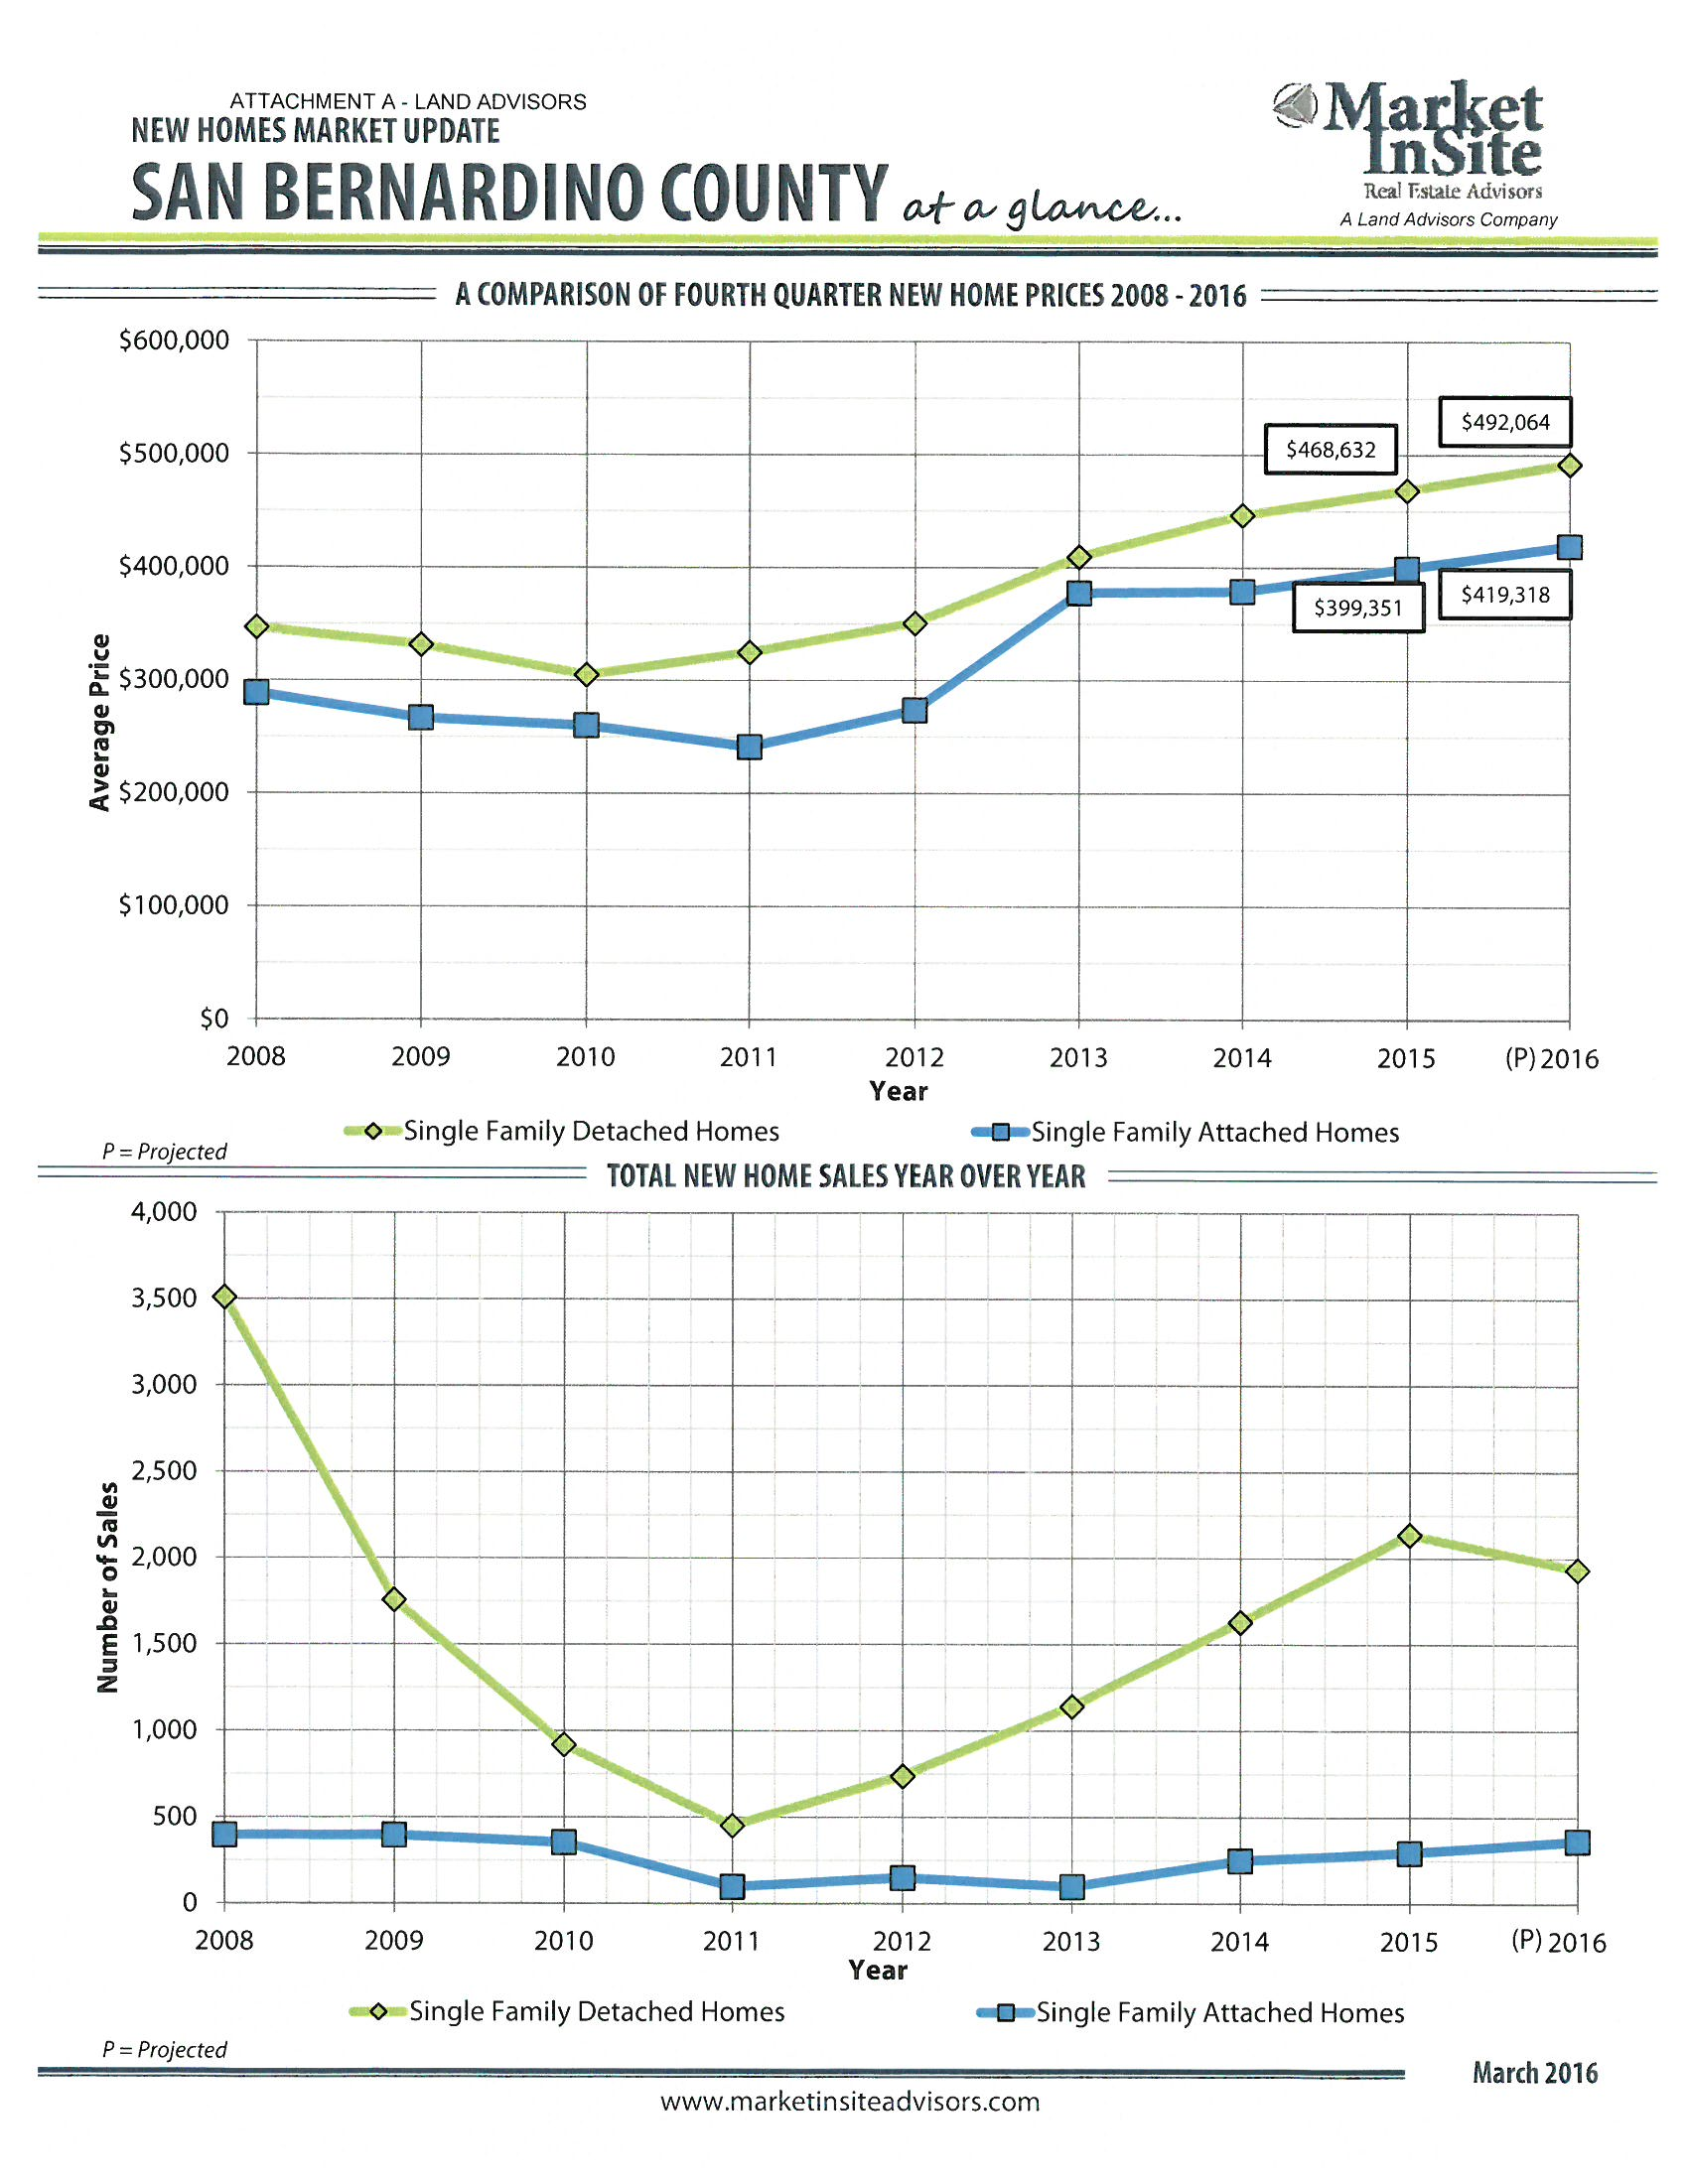 ATTACHMENT A - LAND ADVISORS
NEW HOMES MARKET UPDATE
SAN BERNARDINO COUNTY at a glance...
Market
InSite
Real Estate Advisors
A Land Advisors Company
A COMPARISON OF FOURTH QUARTER NEW HOME PRICES 2008 - 2016
$600,000
$500,000
$400,000
$300,000
$200,000
$100,000
$0
Average Price
$468,632
$492,064
$399,351
$419,318
2008 2009 2010 2011 2012 2013 2014 2015 (P) 2016
Year
Single Family Detached Homes Single Family Attached Homes
P = Projected
TOTAL NEW HOME SALES YEAR OVER YEAR
4,000
3,500
3,000
2,500
2,000
1,500
1,000
500
0
Number of Sales
2008 2009 2010 2011 2012 2013 2014 2015 (P) 2016
Year
Single Family Detached Homes Single Family Attached Homes
P = Projected
March 2016
www.marketinsiteadvisors.com